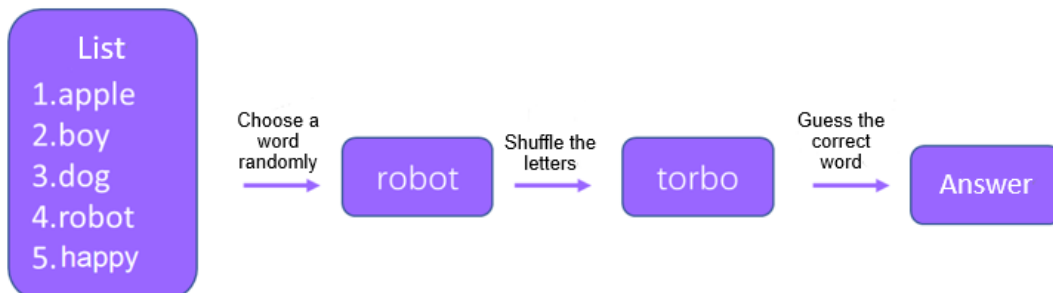 List
1.apple
2.boy
3.dog
4.robot
5.happy
Choose a
word
randomly
robot
Shuffle the
letters
torbo
Guess the
correct
word
Answer